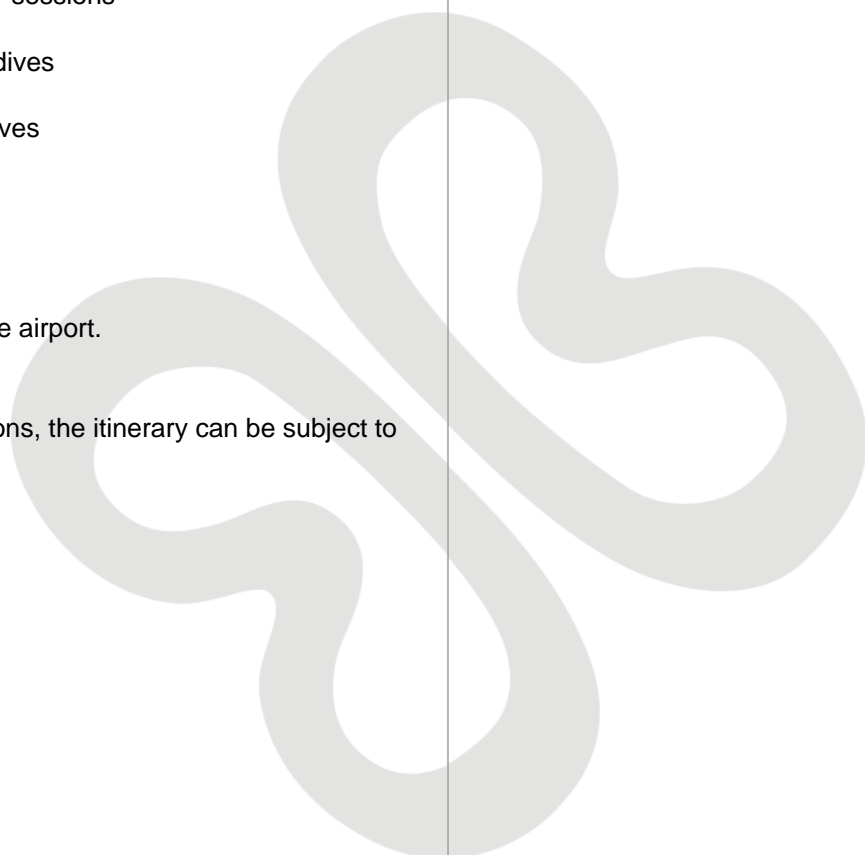 sessions
dives
ves
e airport.
ons, the itinerary can be subject to